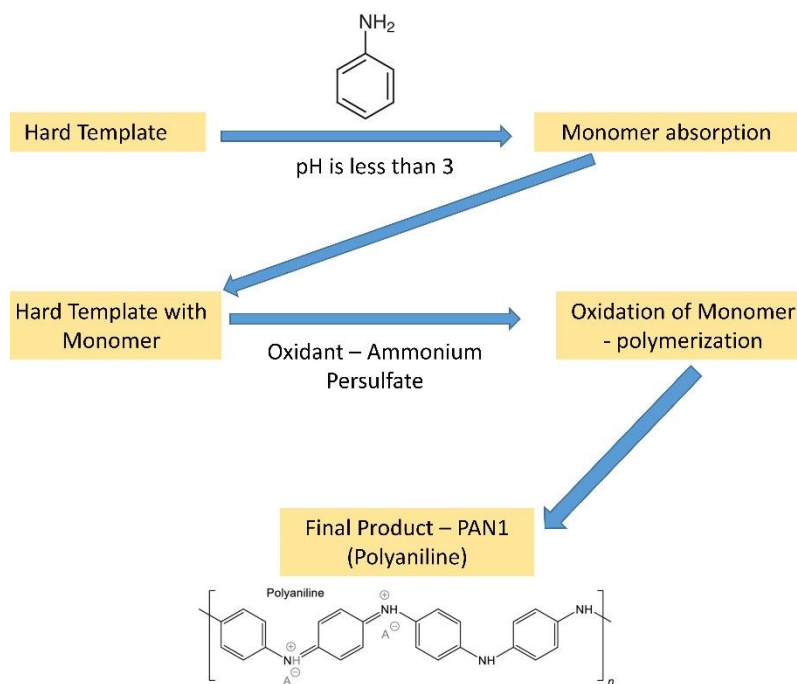 NH₂
Hard Template
Monomer absorption
pH is less than 3
Hard Template with
Monomer
Oxidant – Ammonium
Persulfate
Oxidation of Monomer
- polymerization
Final Product – PAN1
(Polyaniline)
Polyaniline
⊕
NH
A⊖
NH
⊕
NH
A⊖
NH
n